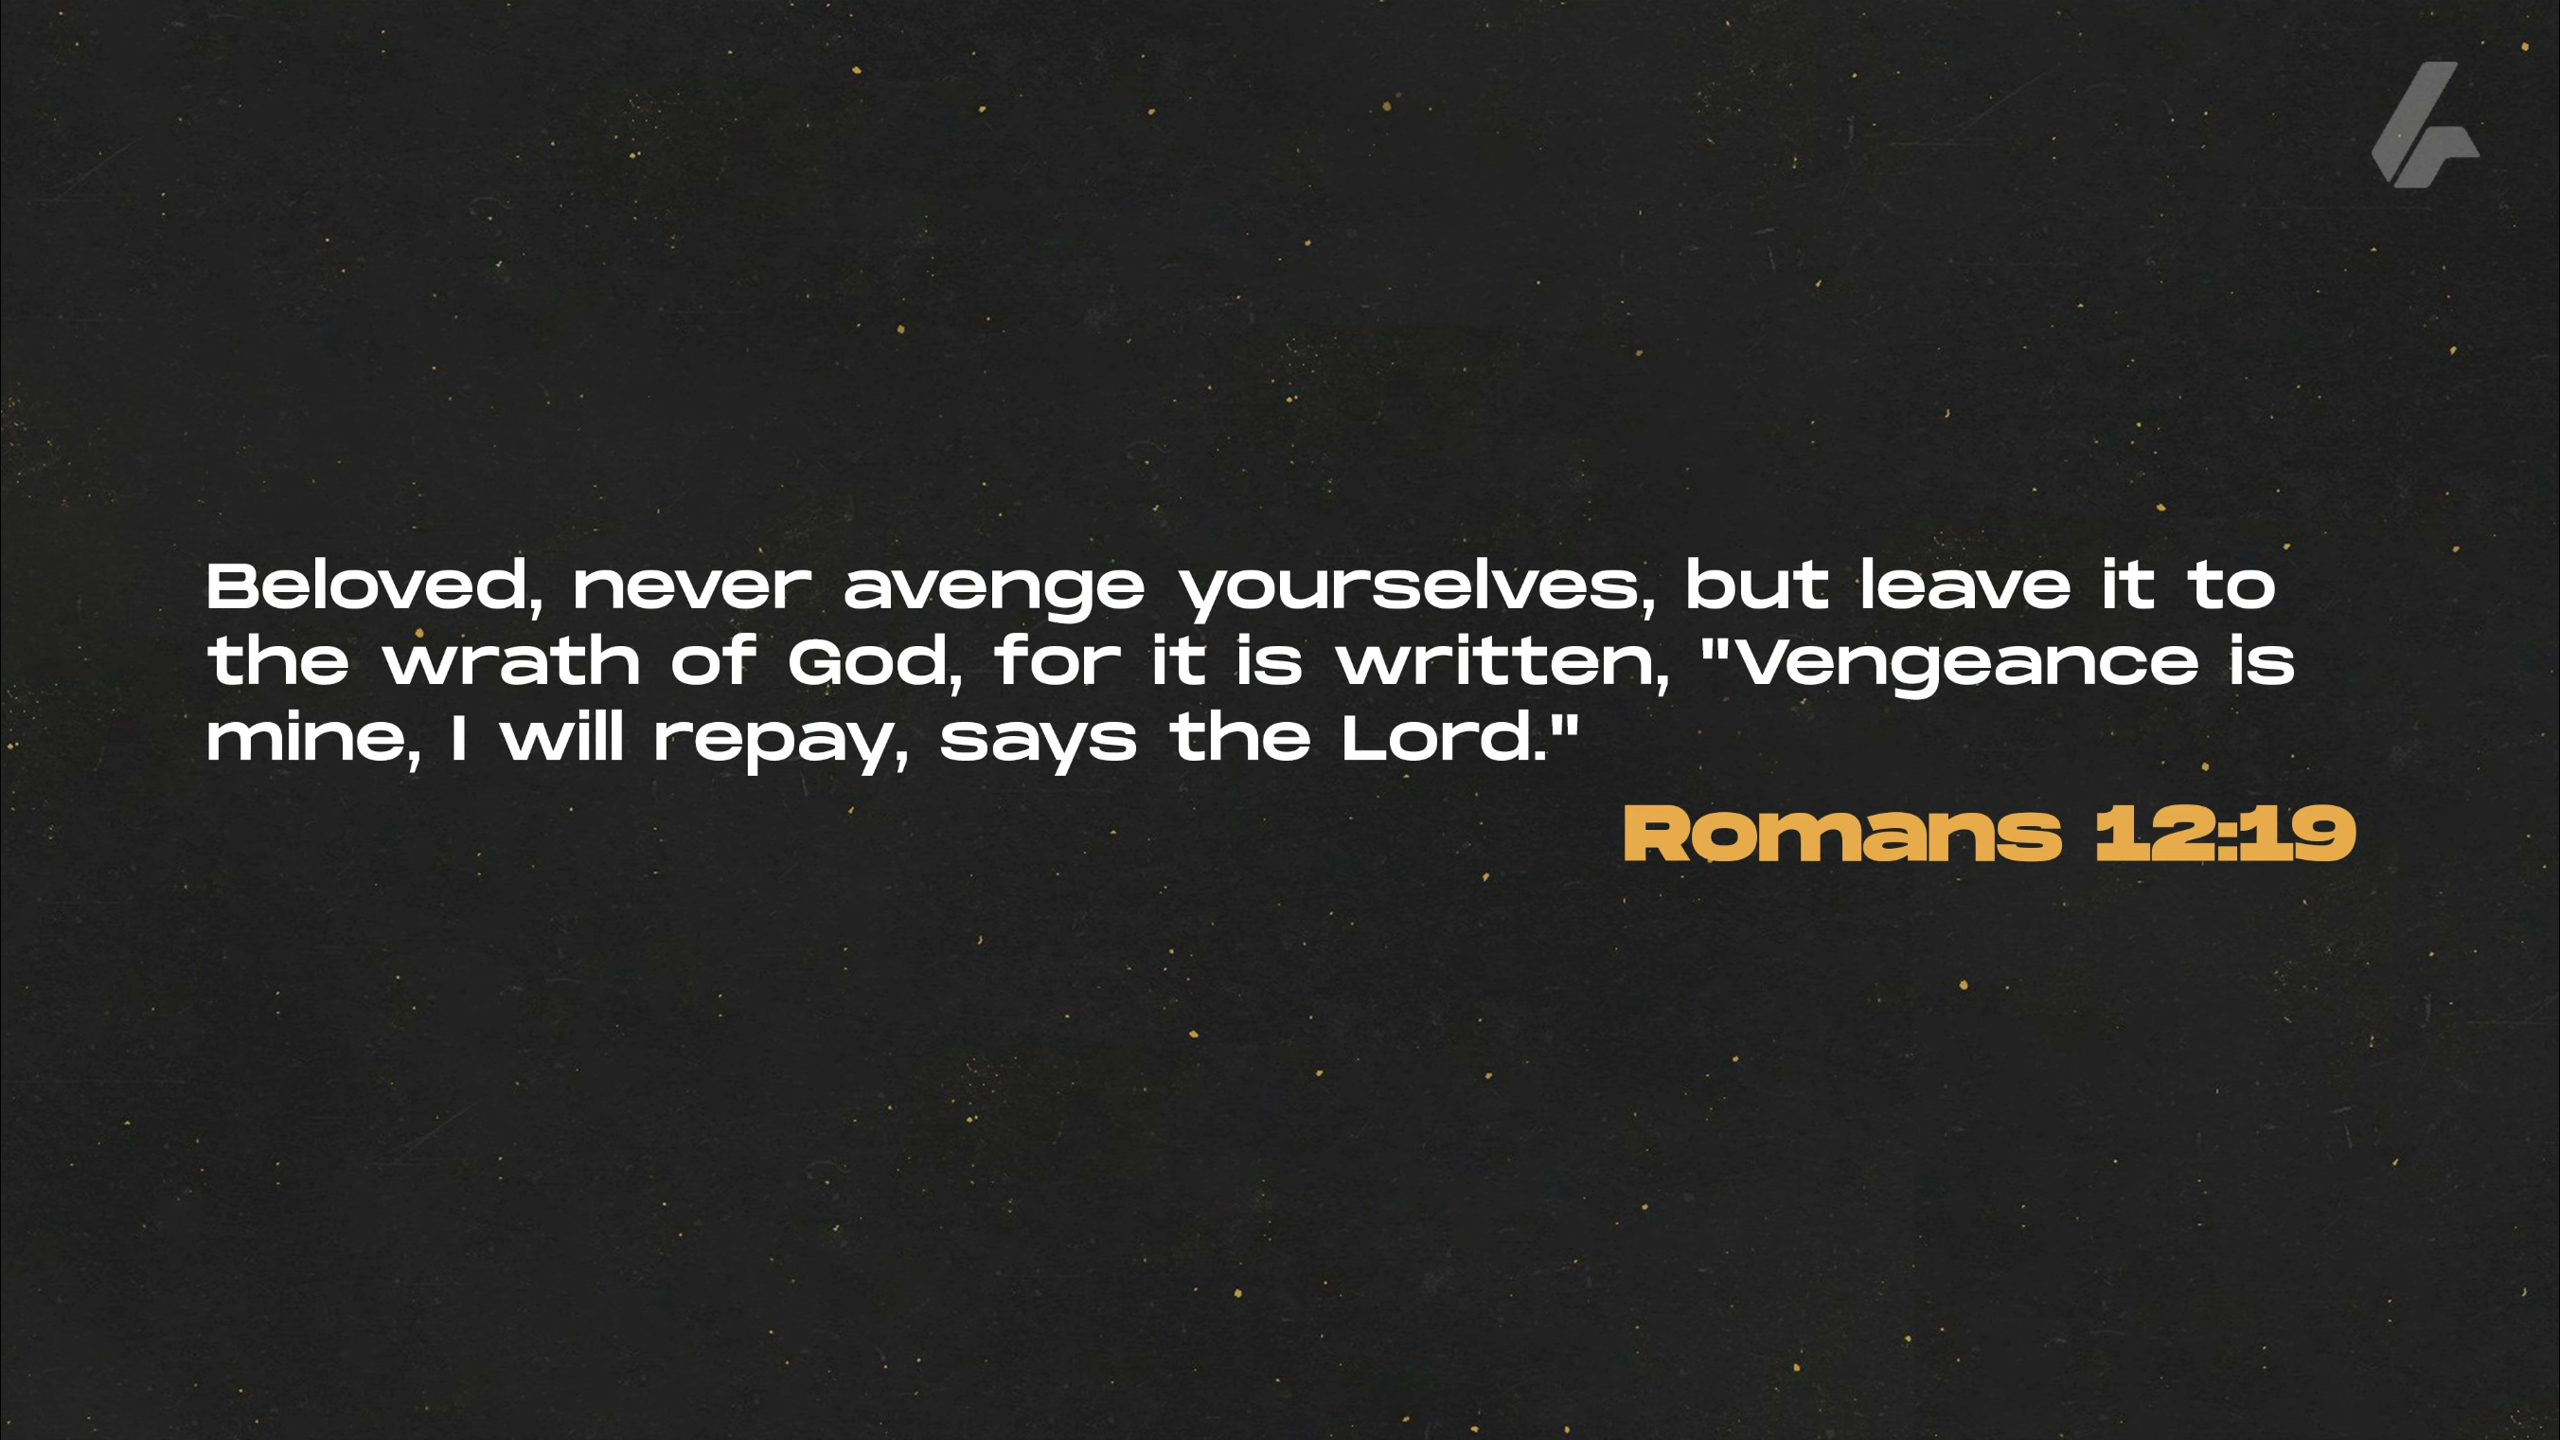 Beloved, never avenge yourselves, but leave it to
the wrath of God, for it is written, "Vengeance is
mine, I will repay, says the Lord."
Romans 12:19